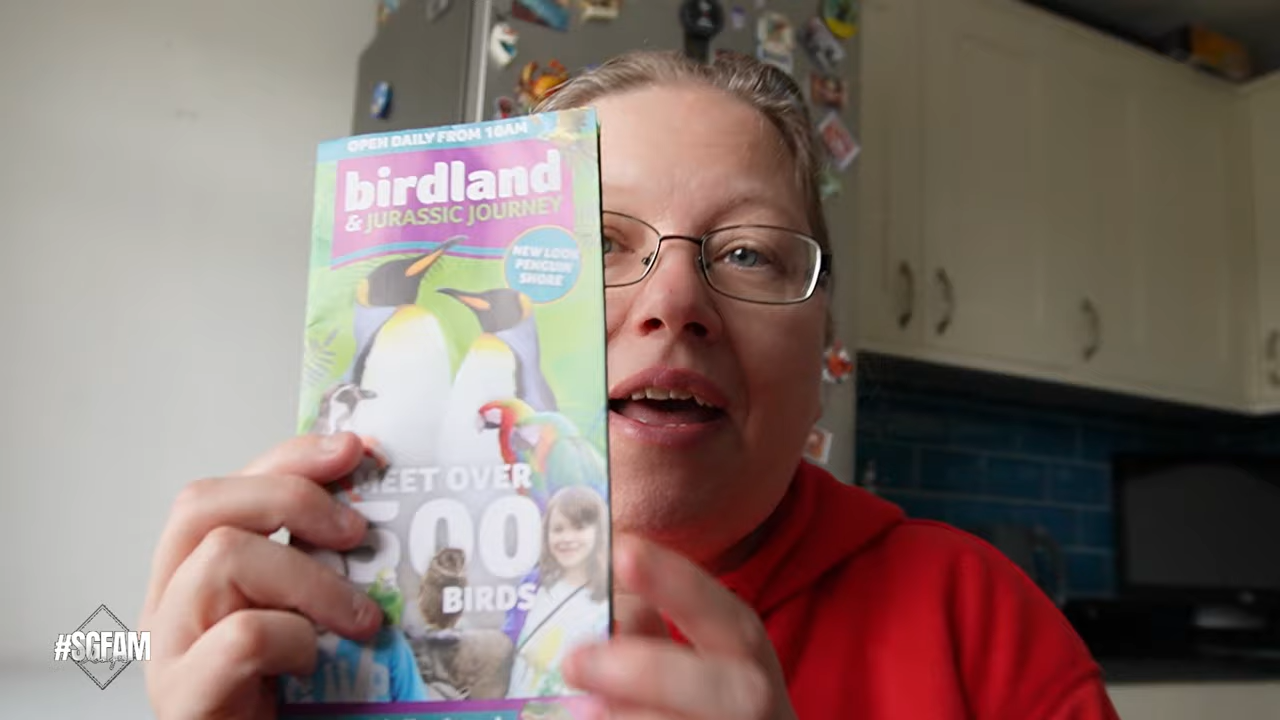 OPEN DAILY FROM 10AM
birdland
& JURASSIC JOURNEY
NEW LOOK
PENGUIN
SHORE
MEET OVER
500
BIRDS
#SGFAM